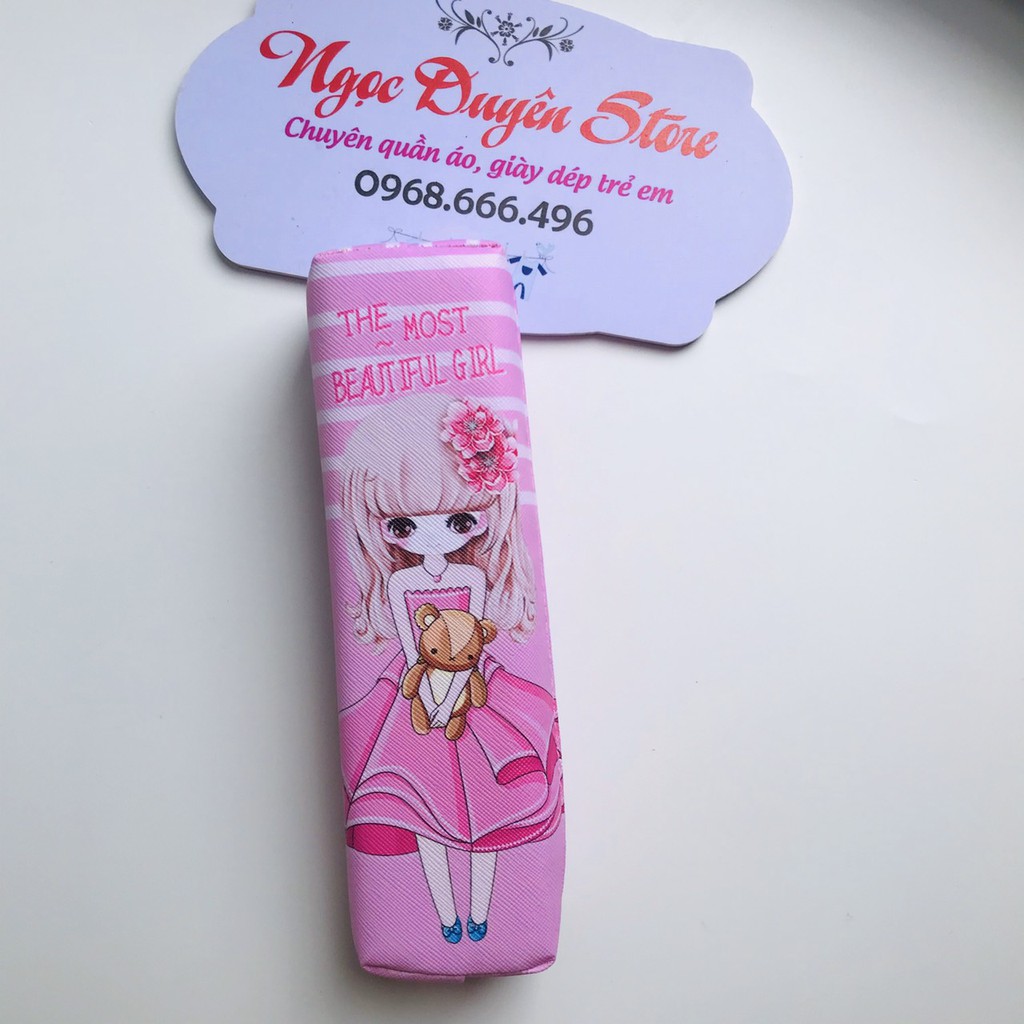 Ngọc Duyên Store
Chuyên quần áo, giày dép trẻ em
0968.666.496
THE ~ MOST
BEAUTIFUL GIRL